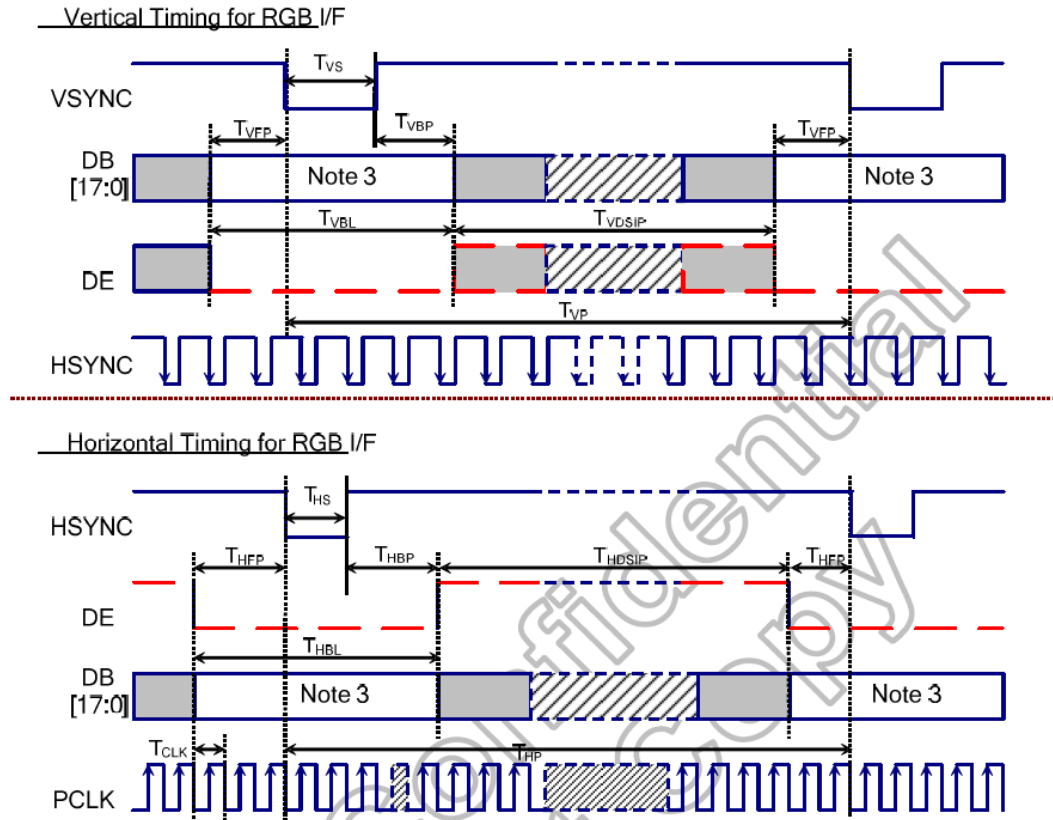 Vertical Timing for RGB I/F
TVS
VSYNC
TVFP
TVBP
TVFP
DB
[17:0]
Note 3
Note 3
TVBL
TVDSIP
DE
TVP
HSYNC
Horizontal Timing for RGB I/F
THS
HSYNC
THFP
THBP
THDSIP
THFP
DE
THBL
DB
[17:0]
Note 3
Note 3
TCLK
THP
PCLK
Confidential
Copy